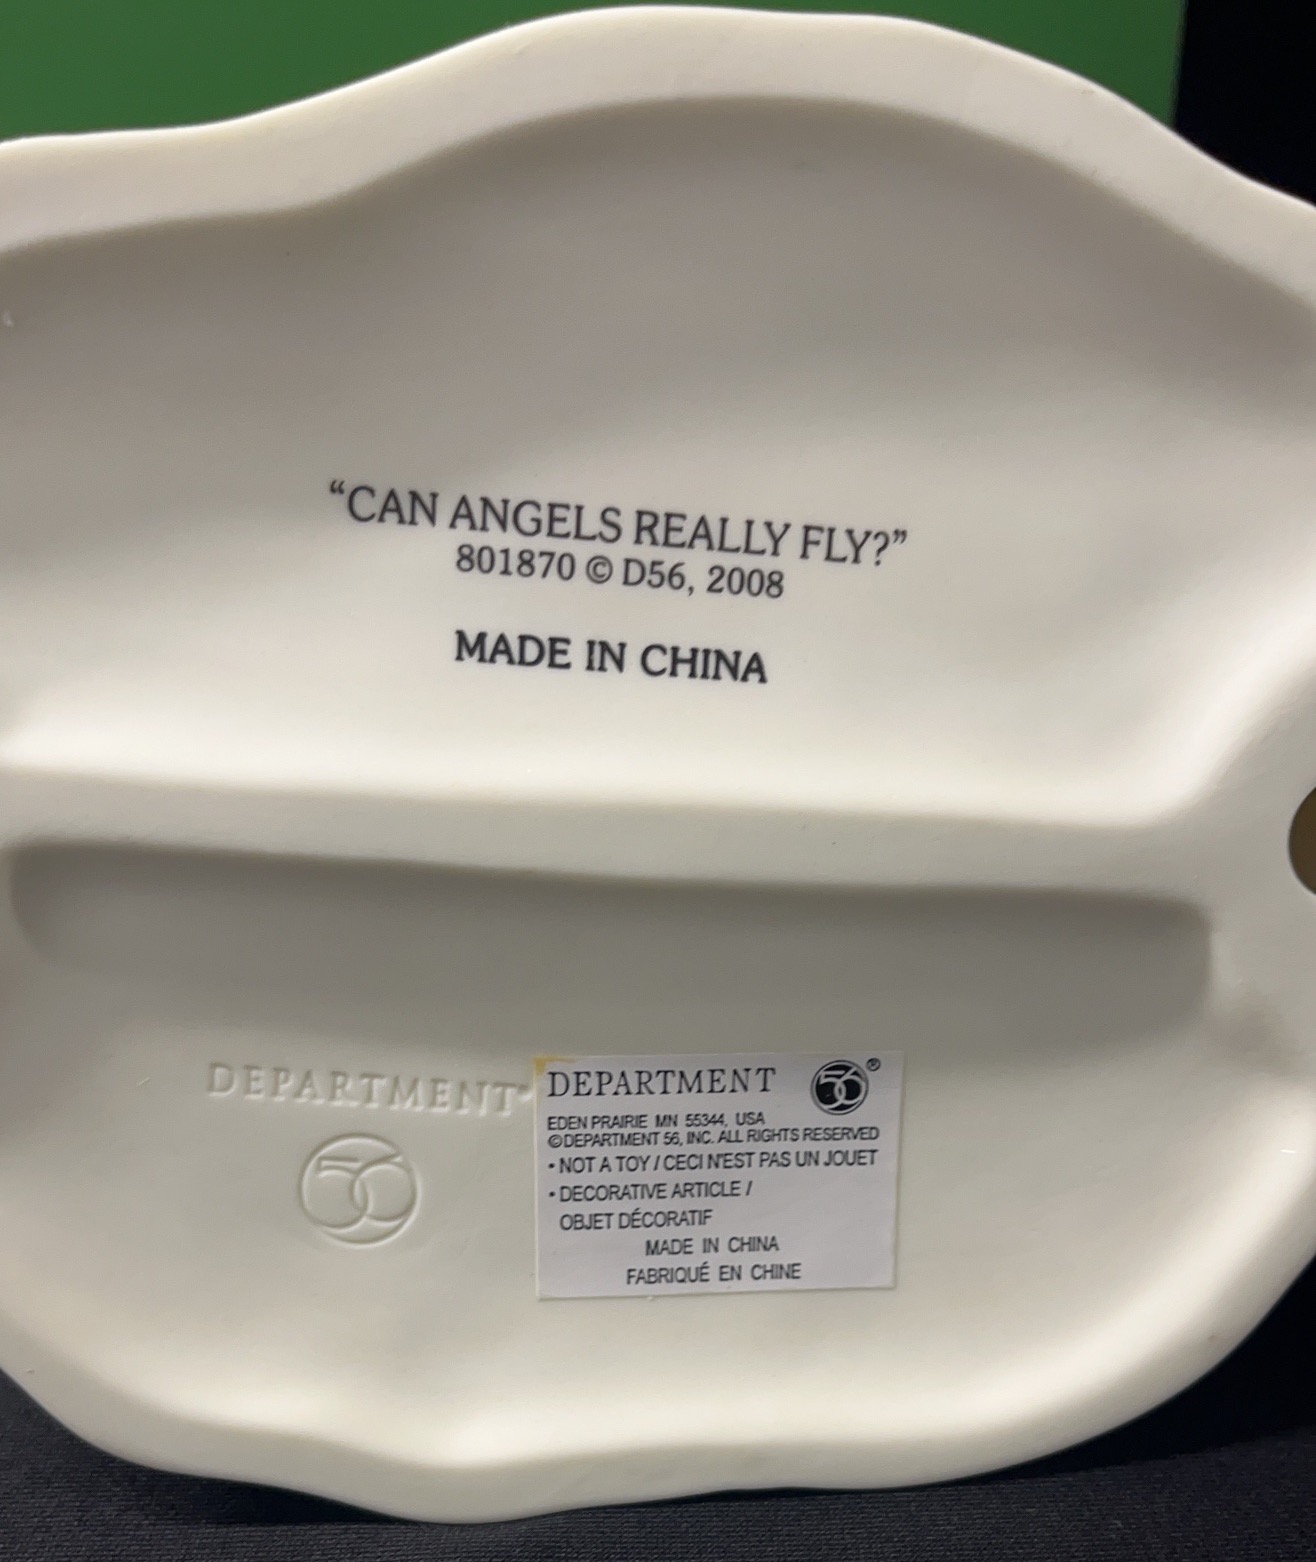 “CAN ANGELS REALLY FLY?”
801870 © D56, 2008
MADE IN CHINA
DEPARTMENT
56
DEPARTMENT 56®
EDEN PRAIRIE MN 55344, USA
©DEPARTMENT 56, INC. ALL RIGHTS RESERVED
• NOT A TOY / CECI N'EST PAS UN JOUET
• DECORATIVE ARTICLE /
OBJET DÉCORATIF
MADE IN CHINA
FABRIQUÉ EN CHINE